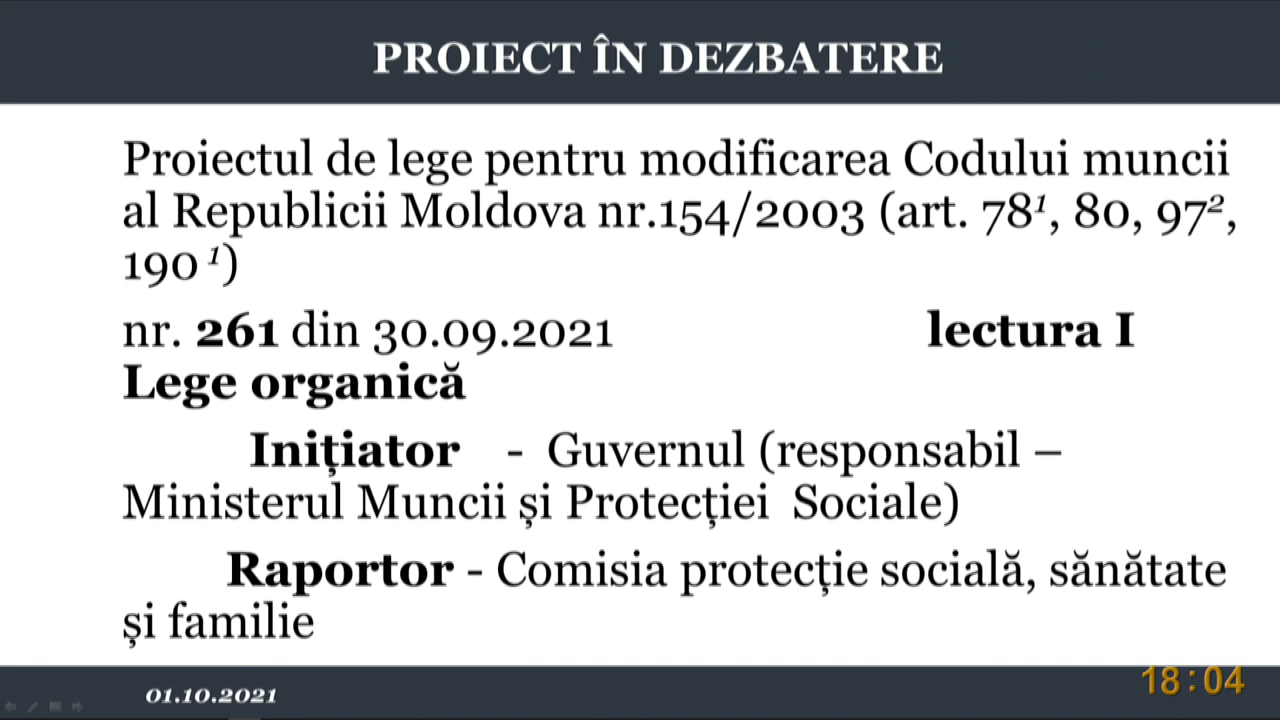 PROIECT ÎN DEZBATERE
Proiectul de lege pentru modificarea Codului muncii
al Republicii Moldova nr.154/2003 (art. 78¹, 80, 97²,
190 ¹)
nr. 261 din 30.09.2021 lectura I
Lege organică
Inițiator - Guvernul (responsabil –
Ministerul Muncii și Protecției Sociale)
Raportor - Comisia protecție socială, sănătate
și familie
01.10.2021
18:04